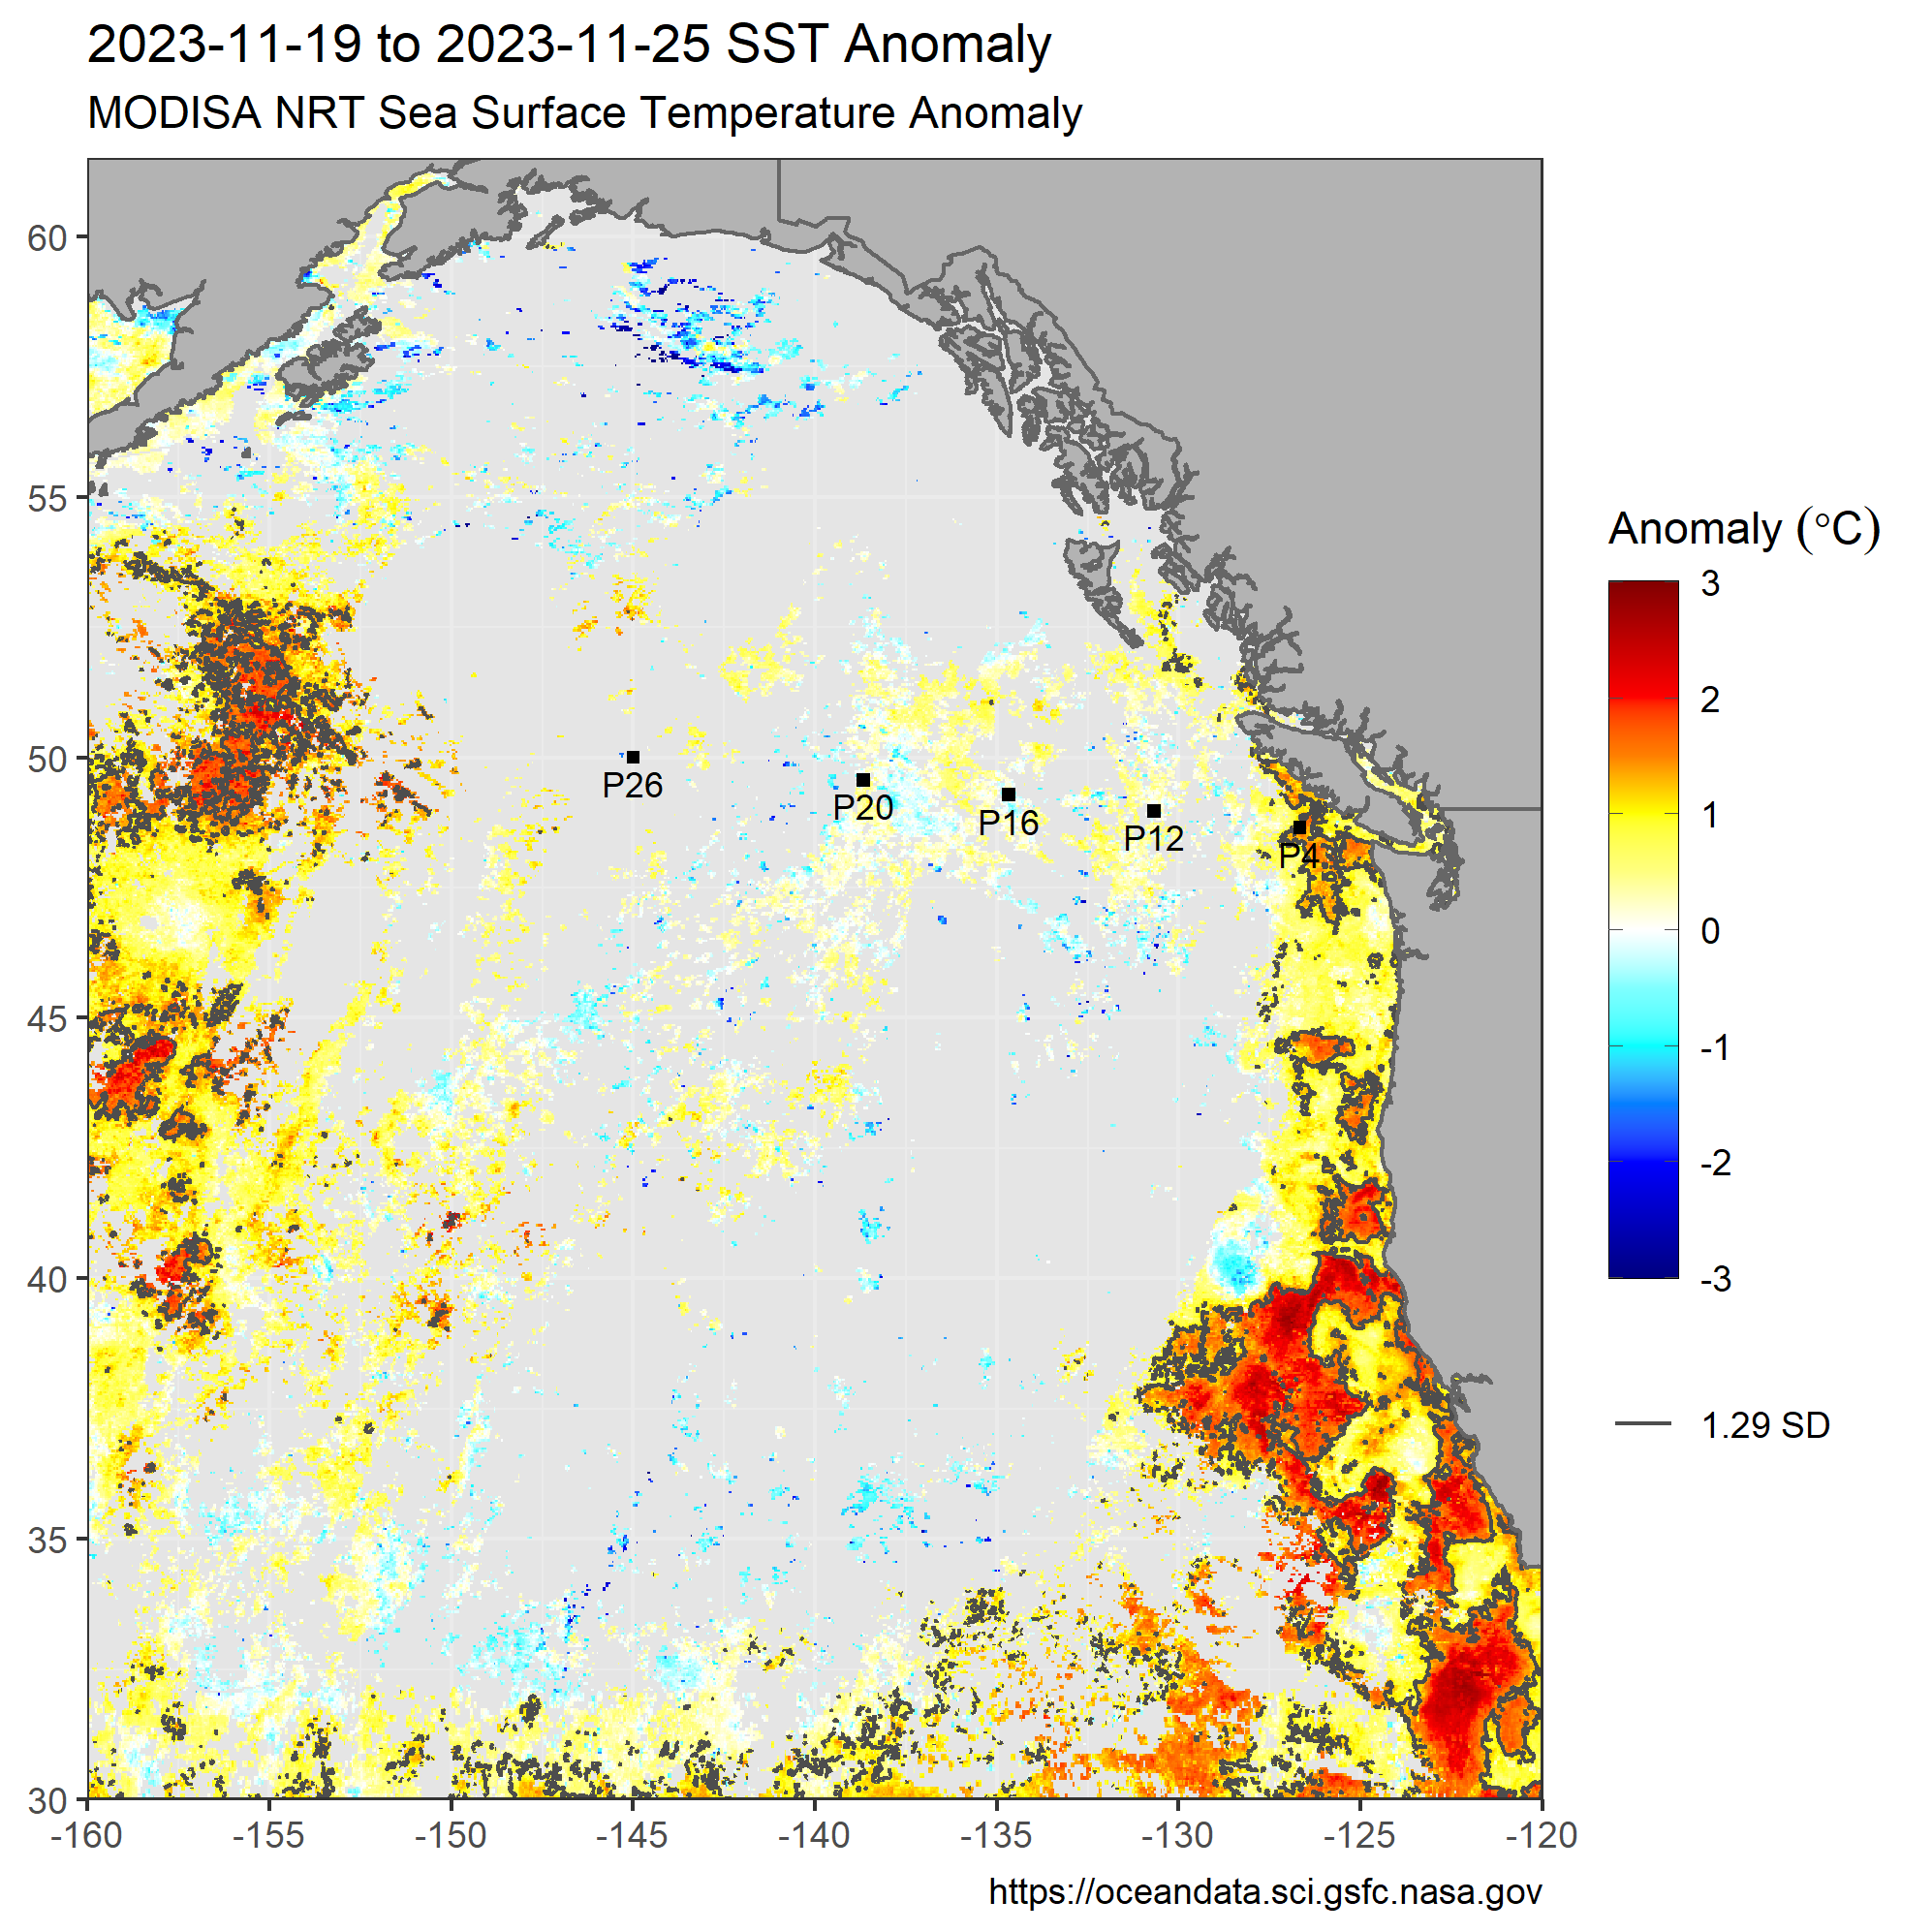 2023-11-19 to 2023-11-25 SST Anomaly
MODISA NRT Sea Surface Temperature Anomaly
60
55
50
45
40
35
30
-160
-155
-150
-145
-140
-135
-130
-125
-120
P26
P20
P16
P12
P4
Anomaly (°C)
3
2
1
0
-1
-2
-3
1.29 SD
https://oceandata.sci.gsfc.nasa.gov